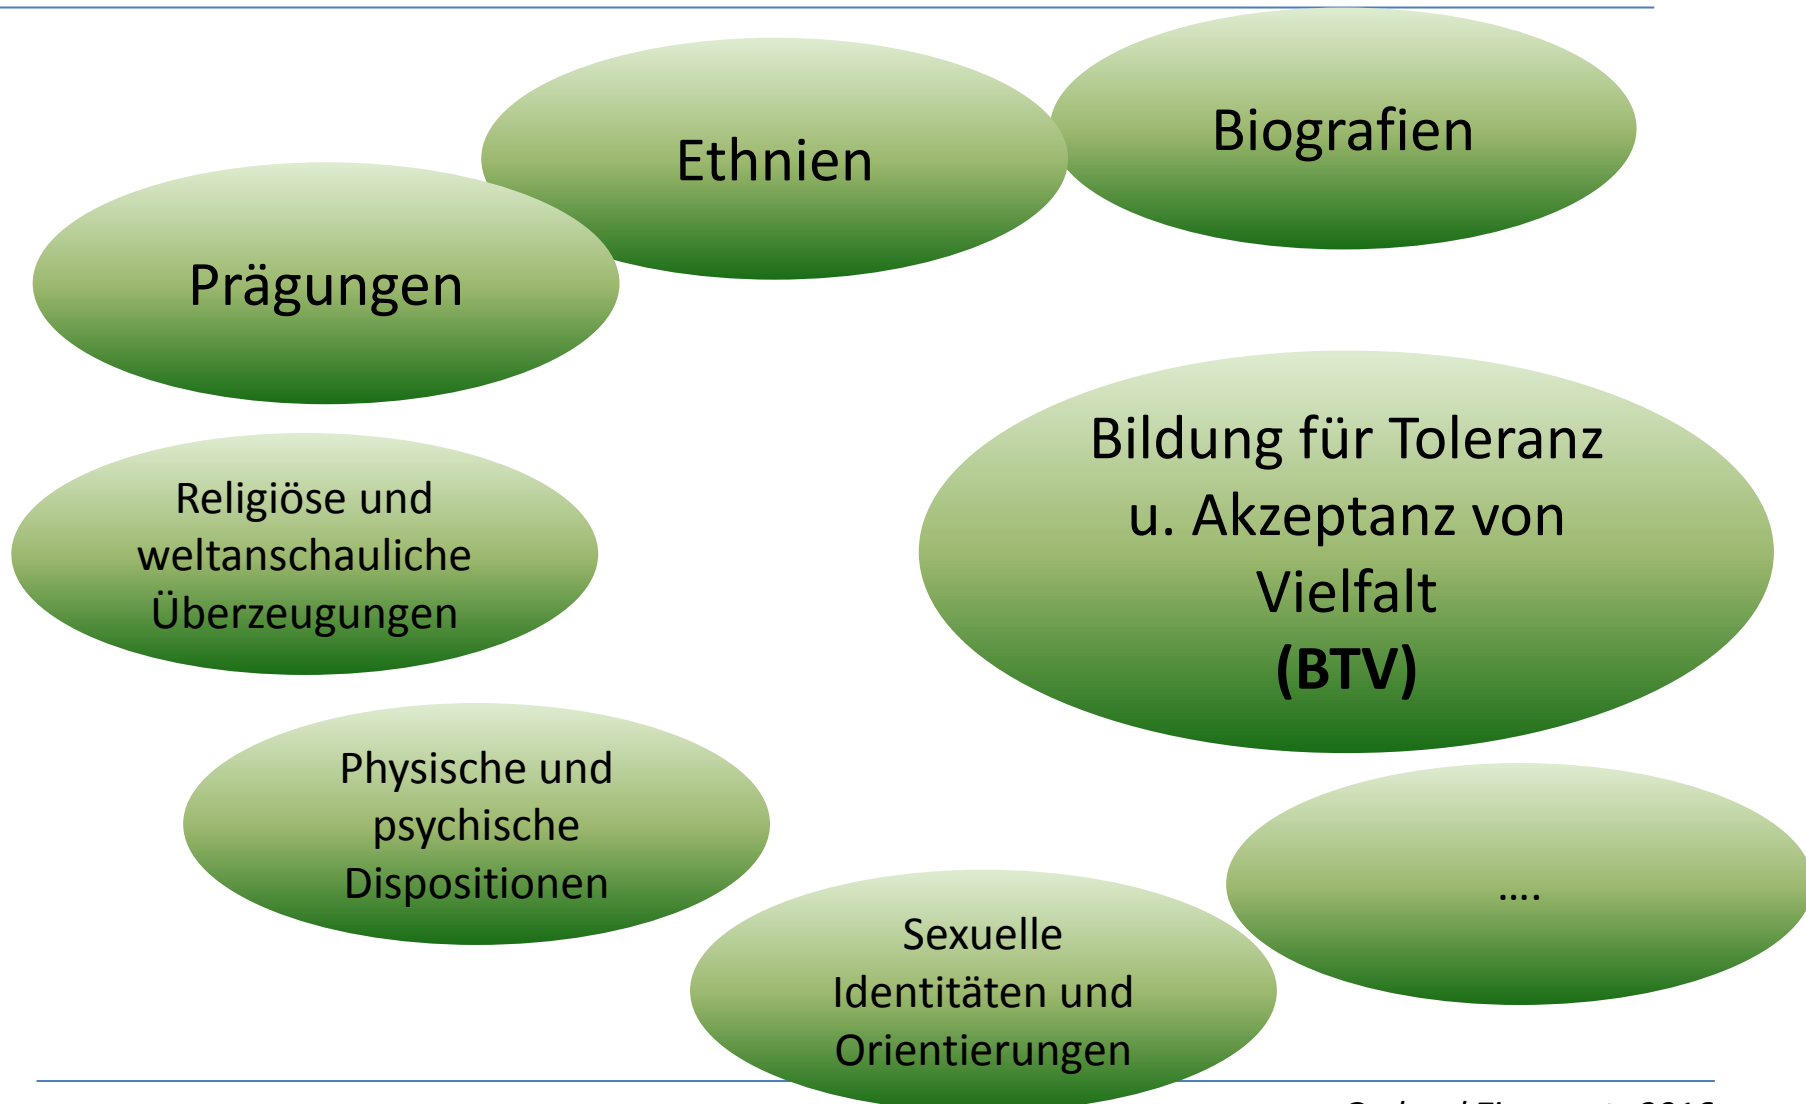 Biografien
Ethnien
Prägungen
Bildung für Toleranz
u. Akzeptanz von
Vielfalt
(BTV)
Religiöse und
weltanschauliche
Überzeugungen
Physische und
psychische
Dispositionen
....
Sexuelle
Identitäten und
Orientierungen
2016